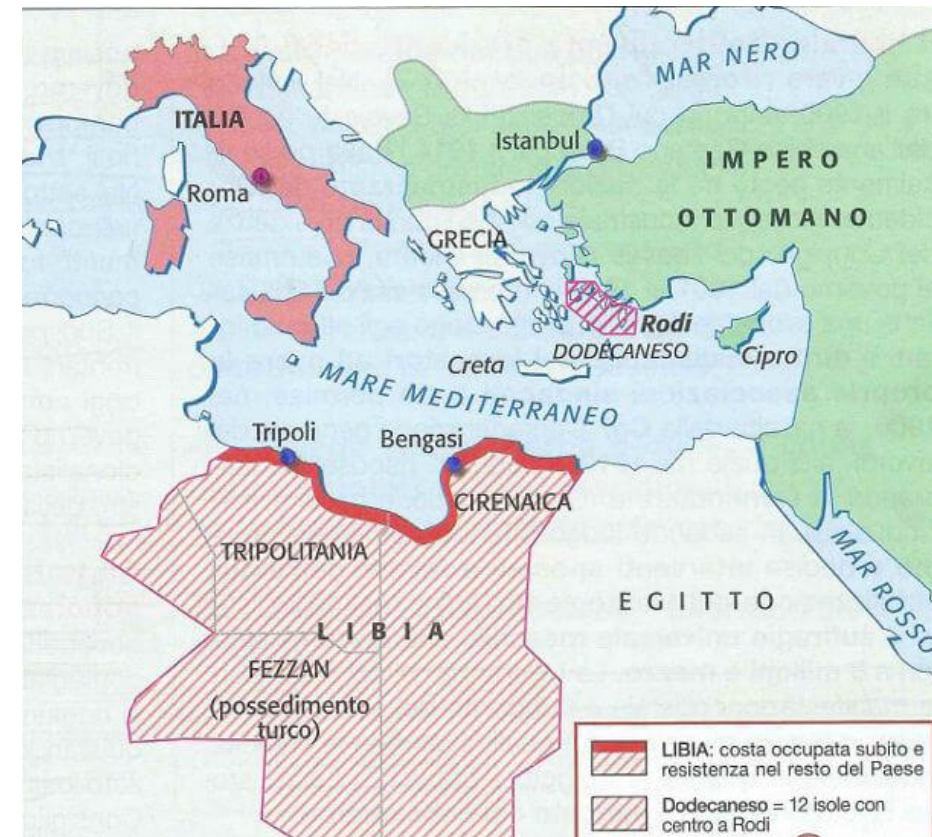 MAR NERO
ITALIA
Istanbul
IMPERO
OTTOMANO
Roma
GRECIA
Rodi
DODECANESO
Cipro
Creta
MARE MEDITERRANEO
Tripoli
Bengasi
CIRENAICA
TRIPOLITANIA
MAR ROSSO
EGITTO
LIBIA
FEZZAN
(possedimento
turco)
LIBIA: costa occupata subito e
resistenza nel resto del Paese
Dodecaneso = 12 isole con
centro a Rodi